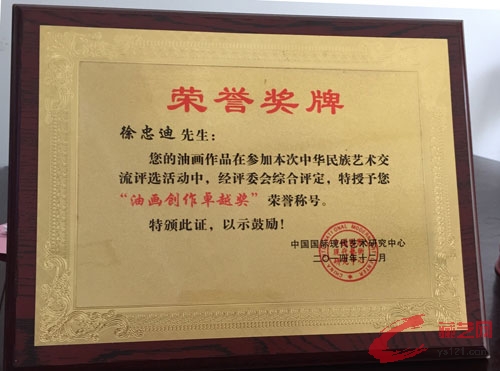 荣誉奖牌
徐忠迪先生：
您的油画作品在参加本次中华民族艺术交
流评选活动中，经评委会综合评定，特授予您
“油画创作卓越奖”荣誉称号。
特颁此证，以示鼓励！
中国国际现代艺术研究中心
二〇一四年十二月